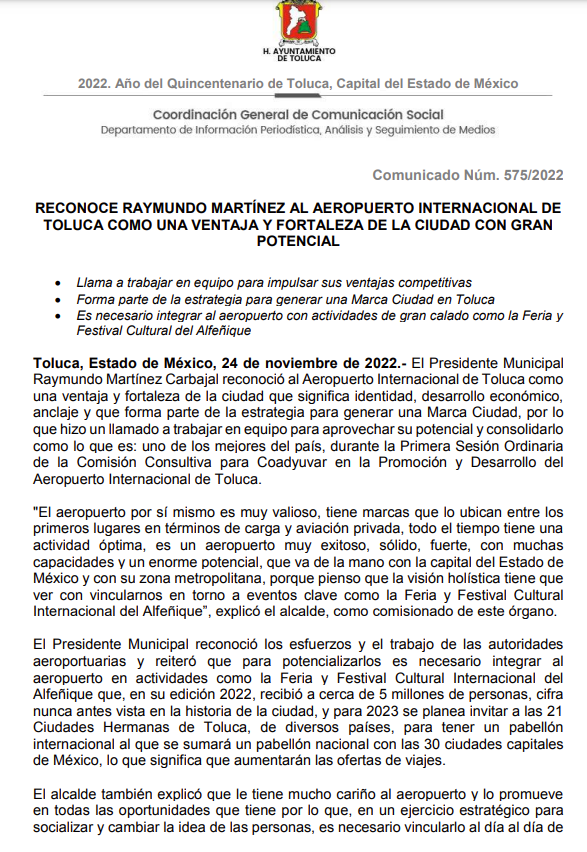 H. AYUNTAMIENTO
DE TOLUCA
2022. Año del Quincentenario de Toluca, Capital del Estado de México
Coordinación General de Comunicación Social
Departamento de Información Periodística, Análisis y Seguimiento de Medios
Comunicado Núm. 575/2022
RECONOCE RAYMUNDO MARTÍNEZ AL AEROPUERTO INTERNACIONAL DE
TOLUCA COMO UNA VENTAJA Y FORTALEZA DE LA CIUDAD CON GRAN
POTENCIAL
• Llama a trabajar en equipo para impulsar sus ventajas competitivas
• Forma parte de la estrategia para generar una Marca Ciudad en Toluca
• Es necesario integrar al aeropuerto con actividades de gran calado como la Feria y
Festival Cultural del Alfeñique
Toluca, Estado de México, 24 de noviembre de 2022.- El Presidente Municipal
Raymundo Martínez Carbajal reconoció al Aeropuerto Internacional de Toluca como
una ventaja y fortaleza de la ciudad que significa identidad, desarrollo económico,
anclaje y que forma parte de la estrategia para generar una Marca Ciudad, por lo
que hizo un llamado a trabajar en equipo para aprovechar su potencial y consolidarlo
como lo que es: uno de los mejores del país, durante la Primera Sesión Ordinaria
de la Comisión Consultiva para Coadyuvar en la Promoción y Desarrollo del
Aeropuerto Internacional de Toluca.
"El aeropuerto por sí mismo es muy valioso, tiene marcas que lo ubican entre los
primeros lugares en términos de carga y aviación privada, todo el tiempo tiene una
actividad óptima, es un aeropuerto muy exitoso, sólido, fuerte, con muchas
capacidades y un enorme potencial, que va de la mano con la capital del Estado de
México y con su zona metropolitana, porque pienso que la visión holística tiene que
ver con vincularnos en torno a eventos clave como la Feria y Festival Cultural
Internacional del Alfeñique”, explicó el alcalde, como comisionado de este órgano.
El Presidente Municipal reconoció los esfuerzos y el trabajo de las autoridades
aeroportuarias y reiteró que para potencializarlos es necesario integrar al
aeropuerto en actividades como la Feria y Festival Cultural Internacional del
Alfeñique que, en su edición 2022, recibió a cerca de 5 millones de personas, cifra
nunca antes vista en la historia de la ciudad, y para 2023 se planea invitar a las 21
Ciudades Hermanas de Toluca, de diversos países, para tener un pabellón
internacional al que se sumará un pabellón nacional con las 30 ciudades capitales
de México, lo que significa que aumentarán las ofertas de viajes.
El alcalde también explicó que le tiene mucho cariño al aeropuerto y lo promueve
en todas las oportunidades que tiene por lo que, en un ejercicio estratégico para
socializar y cambiar la idea de las personas, es necesario vincularlo al día al día de